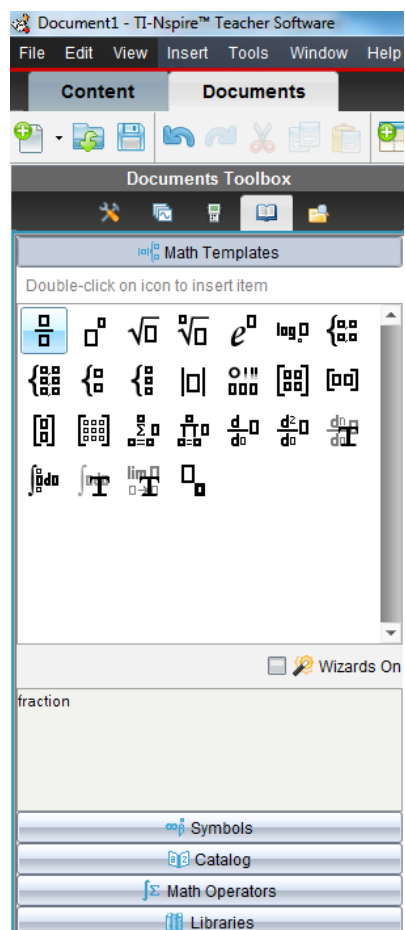 Document1 - TI-Nspire™ Teacher Software
File Edit View Insert Tools Window Help
Content Documents
Documents Toolbox
Math Templates
Double-click on icon to insert item
Wizards On
fraction
Symbols
Catalog
Math Operators
Libraries